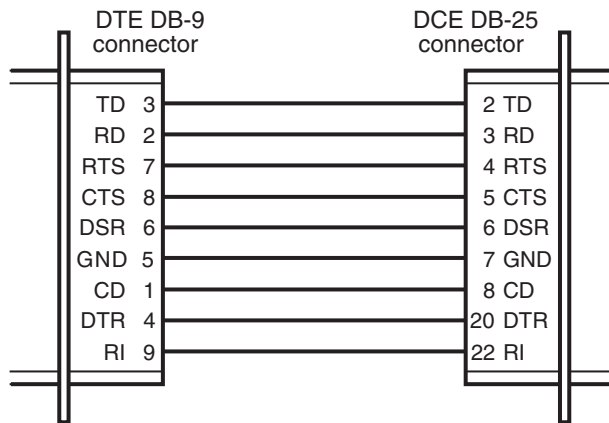 DTE DB-9 connector
DCE DB-25 connector
TD 3 2 TD
RD 2 3 RD
RTS 7 4 RTS
CTS 8 5 CTS
DSR 6 6 DSR
GND 5 7 GND
CD 1 8 CD
DTR 4 20 DTR
RI 9 22 RI